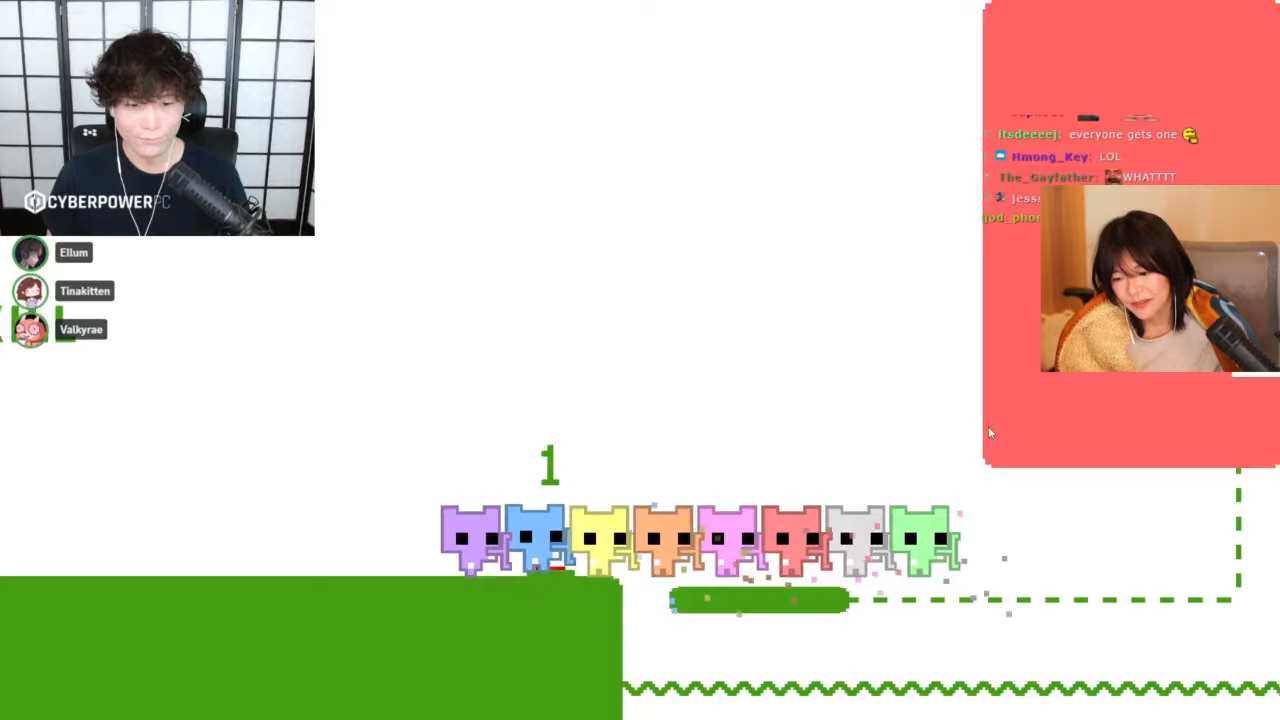 CYBERPOWERPC
Ellum
Tinakitten
Valkyrae
1
itsdeeeej: everyone gets one
Hmong_Key: LOL
The_Gayfather: WHATTTT